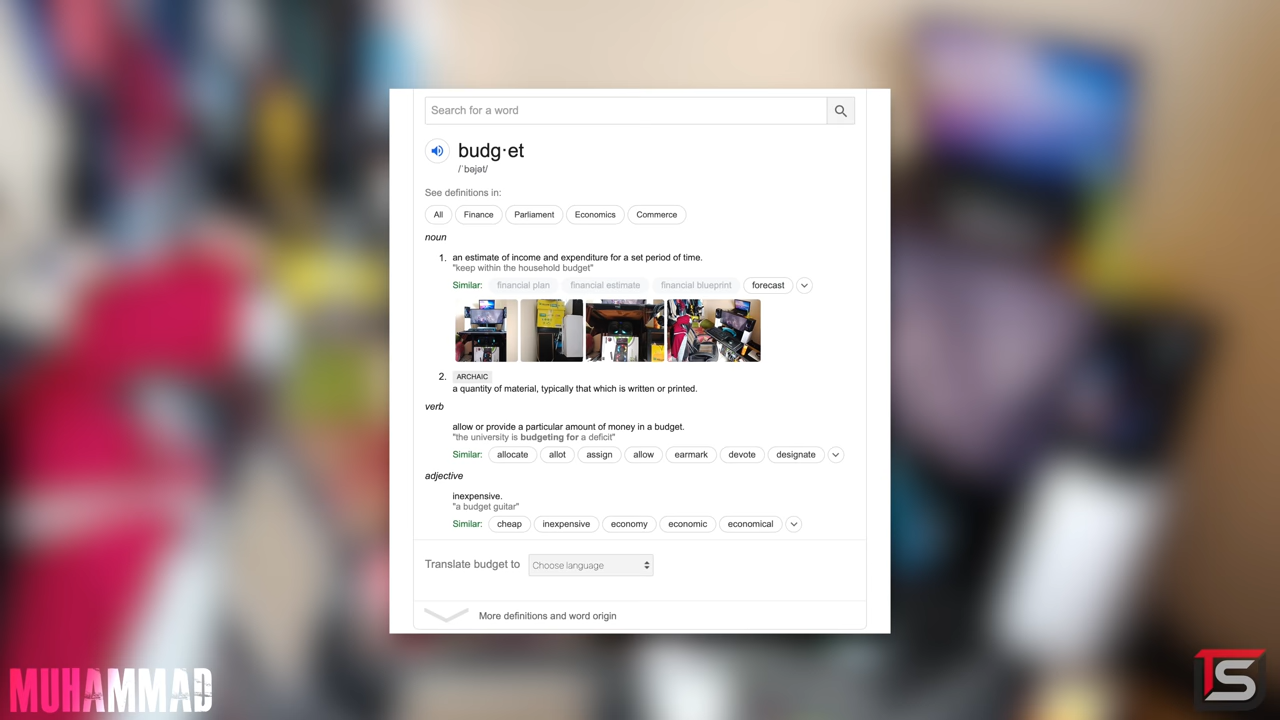 Search for a word
budg·et
/ˈbəjət/
See definitions in:
All Finance Parliament Economics Commerce
noun
1. an estimate of income and expenditure for a set period of time.
"keep within the household budget"
Similar: financial plan financial estimate financial blueprint forecast
2. ARCHAIC
a quantity of material, typically that which is written or printed.
verb
allow or provide a particular amount of money in a budget.
"the university is budgeting for a deficit"
Similar: allocate allot assign allow earmark devote designate
adjective
inexpensive.
"a budget guitar"
Similar: cheap inexpensive economy economic economical
Translate budget to Choose language
More definitions and word origin
MUHAMMAD
TS